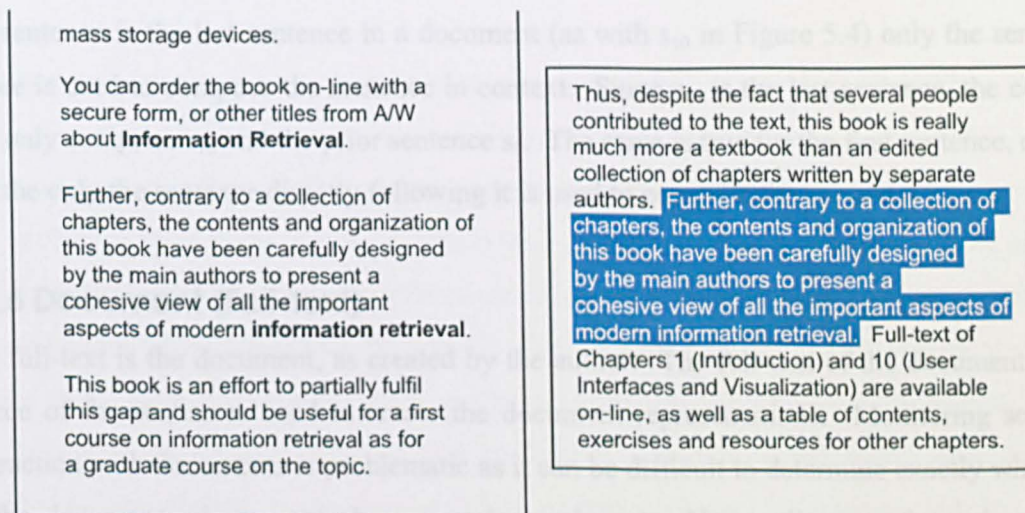 mass storage devices.
You can order the book on-line with a
secure form, or other titles from A/W
about Information Retrieval.
Further, contrary to a collection of
chapters, the contents and organization of
this book have been carefully designed
by the main authors to present a
cohesive view of all the important
aspects of modern information retrieval.
This book is an effort to partially fulfil
this gap and should be useful for a first
course on information retrieval as for
a graduate course on the topic.
Thus, despite the fact that several people
contributed to the text, this book is really
much more a textbook than an edited
collection of chapters written by separate
authors. Further, contrary to a collection of
chapters, the contents and organization of
this book have been carefully designed
by the main authors to present a
cohesive view of all the important aspects of
modern information retrieval. Full-text of
Chapters 1 (Introduction) and 10 (User
Interfaces and Visualization) are available
on-line, as well as a table of contents,
exercises and resources for other chapters.